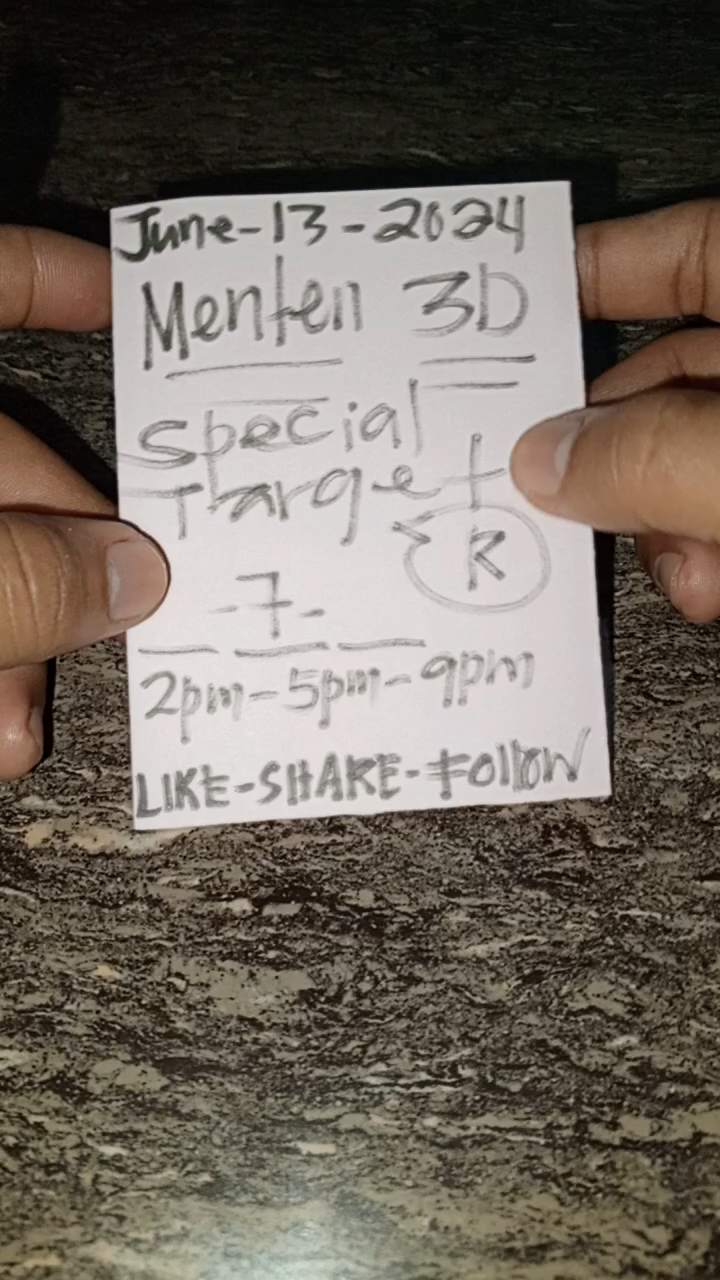 June-13-2024
Menten 3D
Special
Target
R
-7-
2pm-5pm-9pm
LIKE-SHARE-Follow